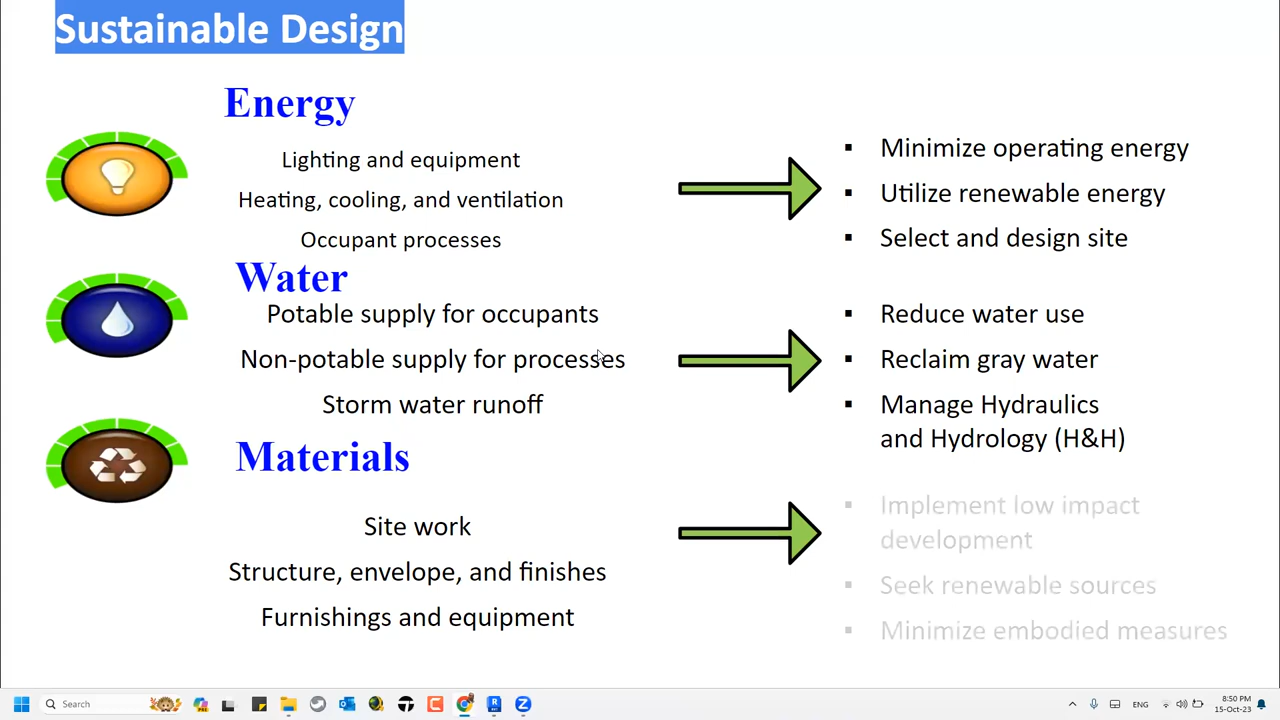 Sustainable Design
Energy
Lighting and equipment
Heating, cooling, and ventilation
Occupant processes
▪ Minimize operating energy
▪ Utilize renewable energy
▪ Select and design site
Water
Potable supply for occupants
Non-potable supply for processes
Storm water runoff
▪ Reduce water use
▪ Reclaim gray water
▪ Manage Hydraulics
and Hydrology (H&H)
Materials
Site work
Structure, envelope, and finishes
Furnishings and equipment
▪ Implement low impact
development
▪ Seek renewable sources
▪ Minimize embodied measures
Search
ENG
8:50 PM
15-Oct-23